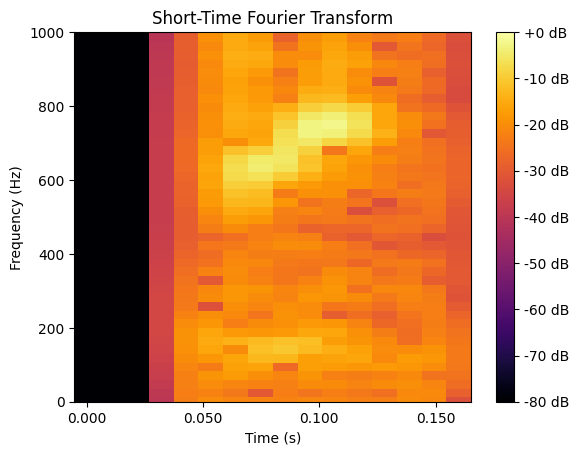 Short-Time Fourier Transform
Frequency (Hz)
1000
800
600
400
200
0
0.000
0.050
0.100
0.150
Time (s)
+0 dB
-10 dB
-20 dB
-30 dB
-40 dB
-50 dB
-60 dB
-70 dB
-80 dB